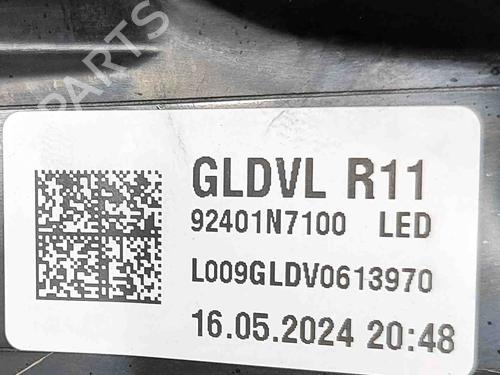 PARTS
GLDVL R11
92401N7100 LED
L009GLDV0613970
16.05.2024 20:48